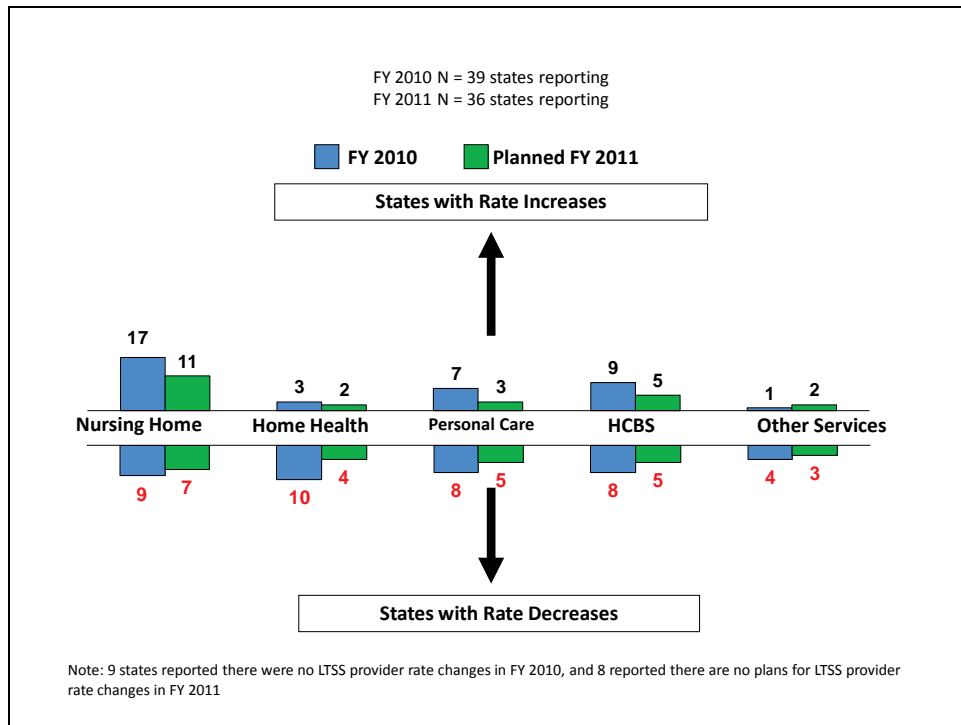 FY 2010 N = 39 states reporting
FY 2011 N = 36 states reporting
FY 2010 Planned FY 2011
States with Rate Increases
17 11 3 2 7 3 9 5 1 2
Nursing Home Home Health Personal Care HCBS Other Services
9 7 10 4 8 5 8 5 4 3
States with Rate Decreases
Note: 9 states reported there were no LTSS provider rate changes in FY 2010, and 8 reported there are no plans for LTSS provider
rate changes in FY 2011